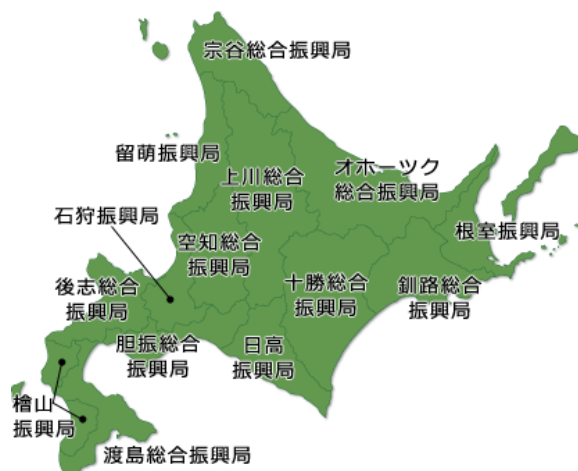 宗谷総合振興局
留萌振興局
上川総合
振興局
オホーツク
総合振興局
石狩振興局
空知総合
振興局
根室振興局
後志総合
振興局
十勝総合
振興局
釧路総合
振興局
胆振総合
振興局
日高
振興局
檜山
振興局
渡島総合振興局